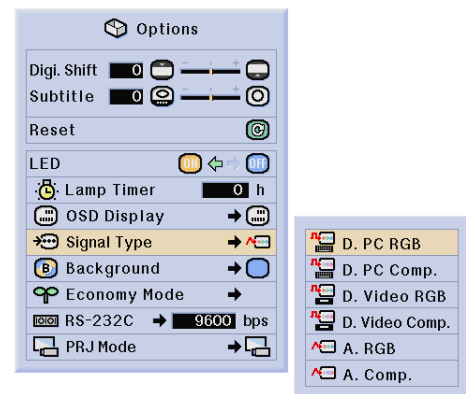 Options
Digi. Shift 0
Subtitle 0
Reset
LED ON OFF
Lamp Timer 0 h
OSD Display
Signal Type
B Background
Economy Mode
RS-232C 9600 bps
PRJ Mode
D. PC RGB
D. PC Comp.
D. Video RGB
D. Video Comp.
A. RGB
A. Comp.